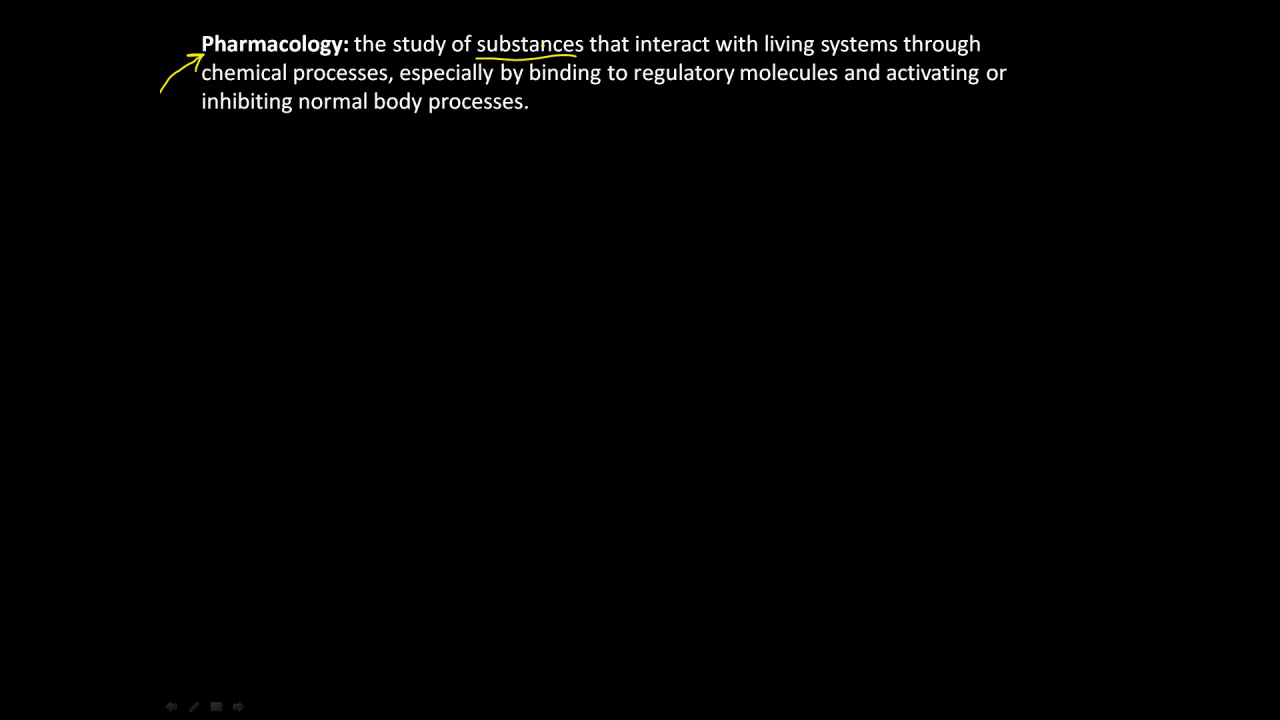 Pharmacology: the study of substances that interact with living systems through
chemical processes, especially by binding to regulatory molecules and activating or
inhibiting normal body processes.